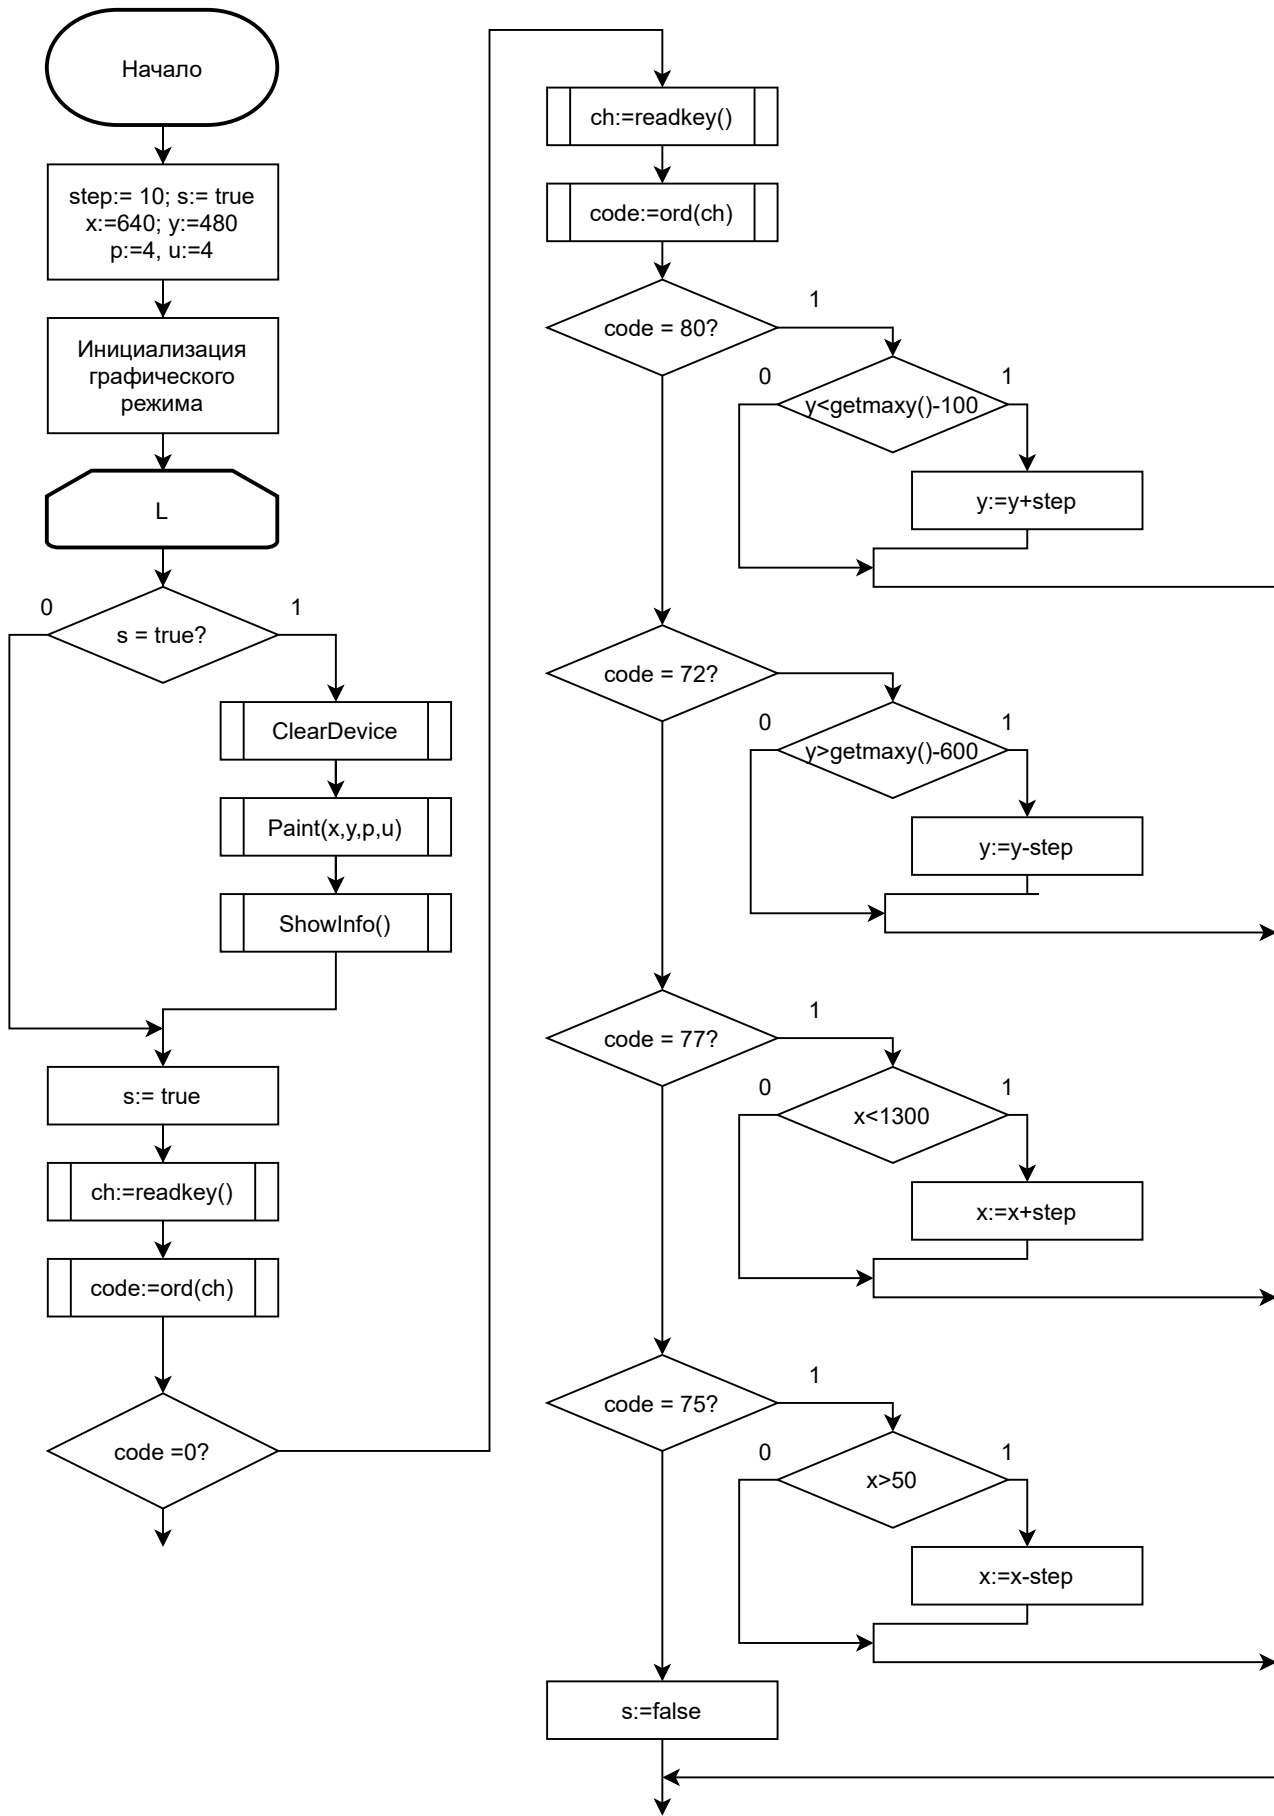 Начало
step:= 10; s:= true
x:=640; y:=480
p:=4, u:=4
Инициализация
графического
режима
L
0
1
s = true?
ClearDevice
Paint(x,y,p,u)
ShowInfo()
s:= true
ch:=readkey()
code:=ord(ch)
code =0?
ch:=readkey()
code:=ord(ch)
1
code = 80?
0
1
y<getmaxy()-100
y:=y+step
code = 72?
0
1
y>getmaxy()-600
y:=y-step
1
code = 77?
0
1
x<1300
x:=x+step
1
code = 75?
0
1
x>50
x:=x-step
s:=false